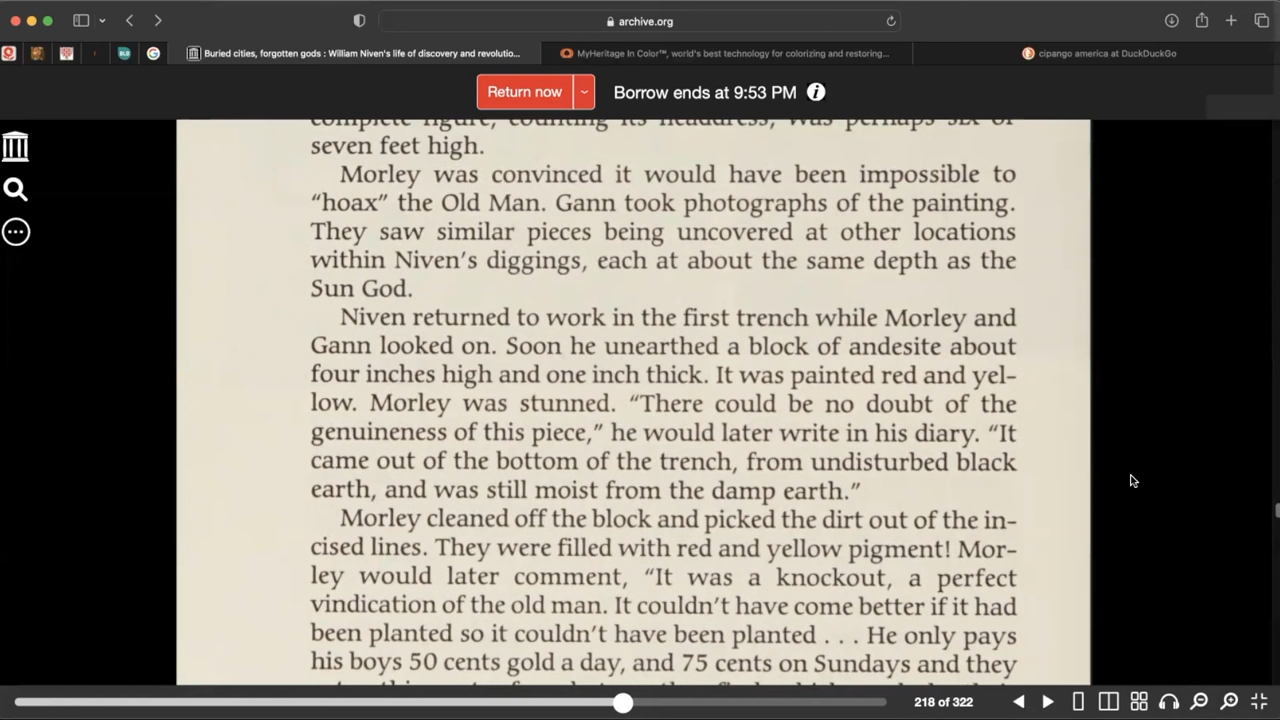 archive.org
Buried cities, forgotten gods : William Niven's life of discovery and revolutio...
MyHeritage In Color™, world's best technology for colorizing and restoring...
cipango america at DuckDuckGo
Return now
Borrow ends at 9:53 PM
complete figure, counting its headdress, was perhaps six or
seven feet high.
Morley was convinced it would have been impossible to
“hoax” the Old Man. Gann took photographs of the painting.
They saw similar pieces being uncovered at other locations
within Niven’s diggings, each at about the same depth as the
Sun God.
Niven returned to work in the first trench while Morley and
Gann looked on. Soon he unearthed a block of andesite about
four inches high and one inch thick. It was painted red and yel-
low. Morley was stunned. “There could be no doubt of the
genuineness of this piece,” he would later write in his diary. “It
came out of the bottom of the trench, from undisturbed black
earth, and was still moist from the damp earth.”
Morley cleaned off the block and picked the dirt out of the in-
cised lines. They were filled with red and yellow pigment! Mor-
ley would later comment, “It was a knockout, a perfect
vindication of the old man. It couldn’t have come better if it had
been planted so it couldn’t have been planted . . . He only pays
his boys 50 cents gold a day, and 75 cents on Sundays and they
218 of 322